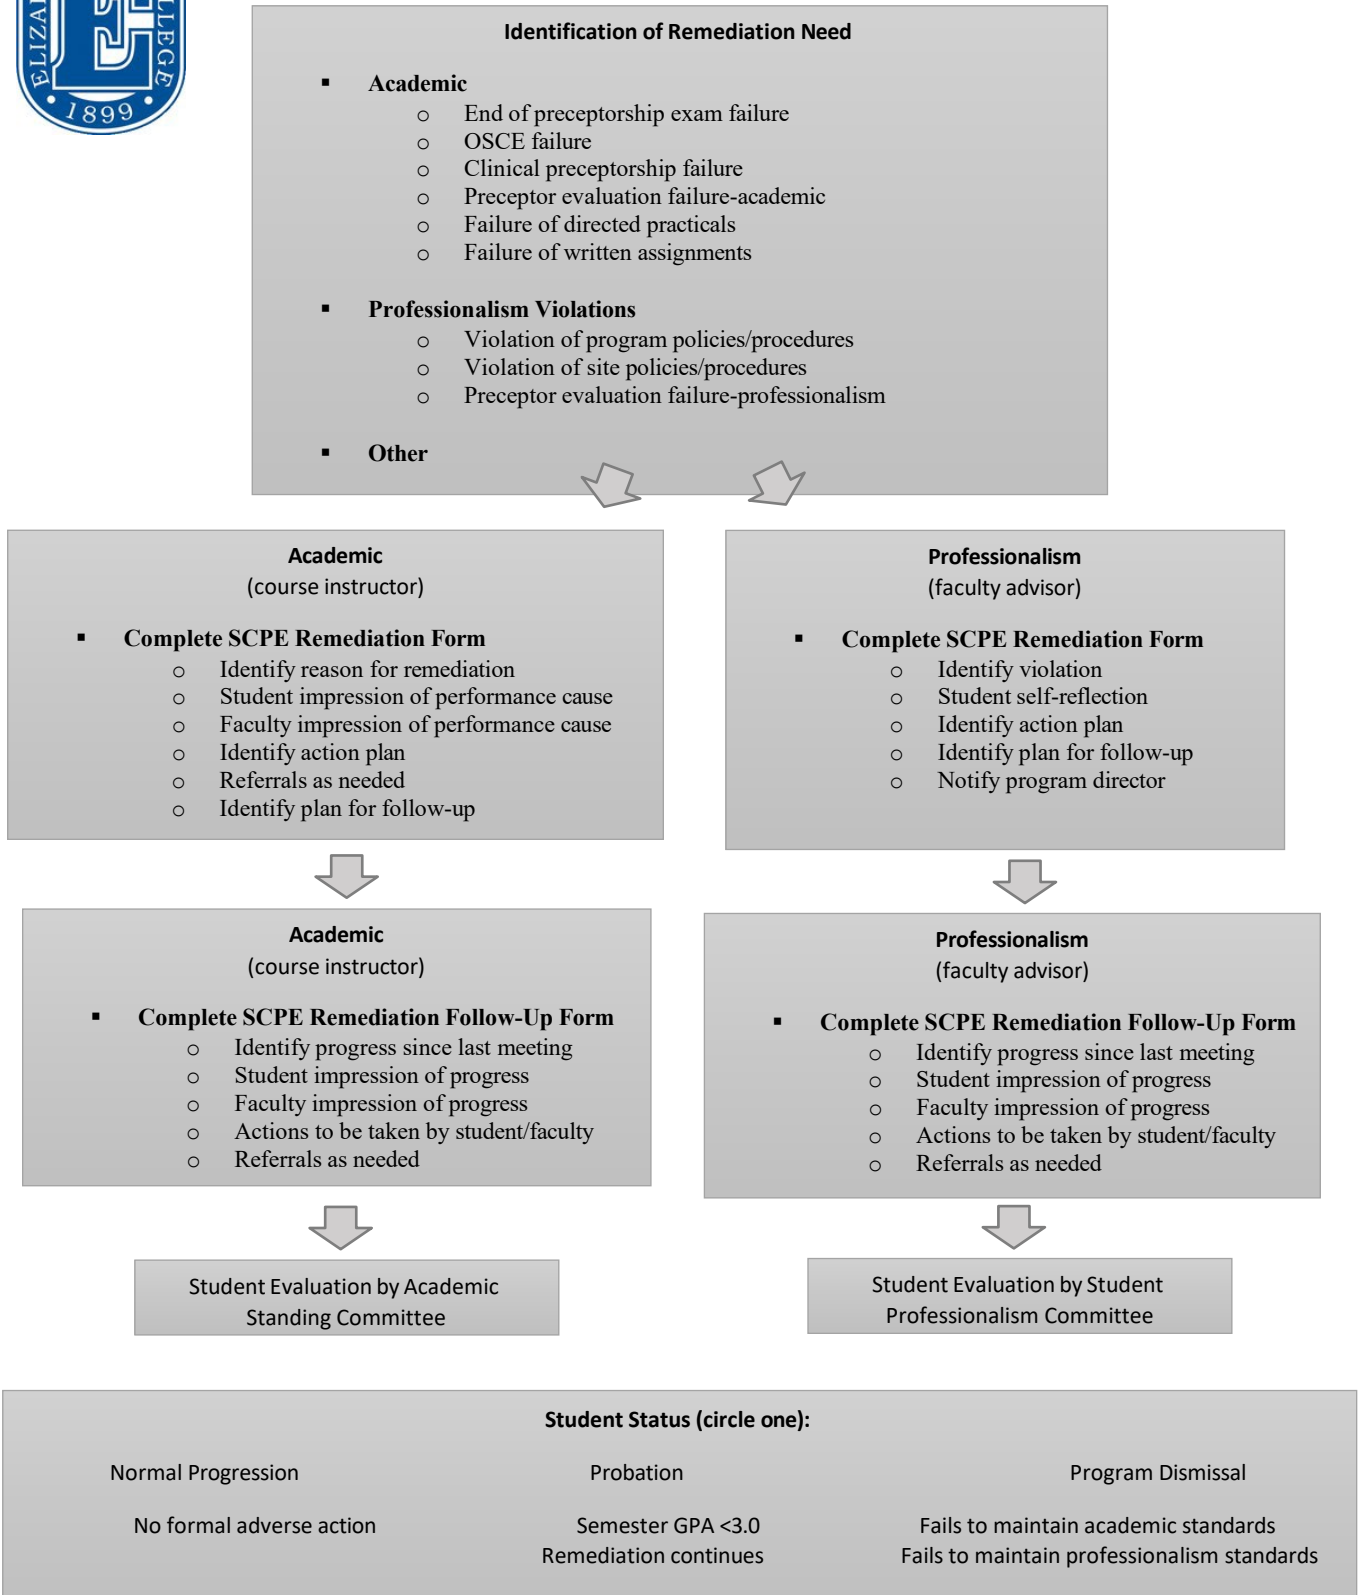 1899
Identification of Remediation Need
▪ Academic
o End of preceptorship exam failure
o OSCE failure
o Clinical preceptorship failure
o Preceptor evaluation failure-academic
o Failure of directed practicals
o Failure of written assignments
▪ Professionalism Violations
o Violation of program policies/procedures
o Violation of site policies/procedures
o Preceptor evaluation failure-professionalism
▪ Other
Academic
(course instructor)
▪ Complete SCPE Remediation Form
o Identify reason for remediation
o Student impression of performance cause
o Faculty impression of performance cause
o Identify action plan
o Referrals as needed
o Identify plan for follow-up
Professionalism
(faculty advisor)
▪ Complete SCPE Remediation Form
o Identify violation
o Student self-reflection
o Identify action plan
o Identify plan for follow-up
o Notify program director
Academic
(course instructor)
▪ Complete SCPE Remediation Follow-Up Form
o Identify progress since last meeting
o Student impression of progress
o Faculty impression of progress
o Actions to be taken by student/faculty
o Referrals as needed
Professionalism
(faculty advisor)
▪ Complete SCPE Remediation Follow-Up Form
o Identify progress since last meeting
o Student impression of progress
o Faculty impression of progress
o Actions to be taken by student/faculty
o Referrals as needed
Student Evaluation by Academic
Standing Committee
Student Evaluation by Student
Professionalism Committee
Student Status (circle one):
Normal Progression Probation Program Dismissal
No formal adverse action Semester GPA <3.0 Fails to maintain academic standards
Remediation continues Fails to maintain professionalism standards